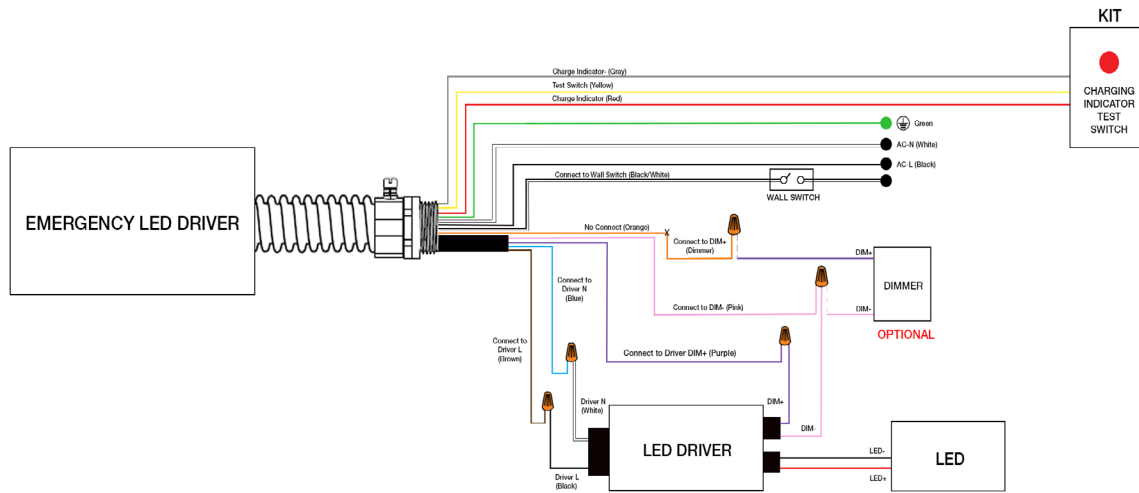 KIT
CHARGING
INDICATOR
TEST
SWITCH
Charge Indicator- (Gray)
Test Switch (Yellow)
Charge Indicator (Red)
Green
AC-N (White)
AC-L (Black)
Connect to Wall Switch (Black/White)
WALL SWITCH
EMERGENCY LED DRIVER
No Connect (Orange)
X
Connect to DIM+
(Dimmer)
DIM+
DIMMER
DIM-
OPTIONAL
Connect to
Driver N
(Blue)
Connect to DIM- (Pink)
Connect to
Driver L
(Brown)
Connect to Driver DIM+ (Purple)
Driver N
(White)
DIM+
DIM-
LED DRIVER
LED-
LED+
LED
Driver L
(Black)